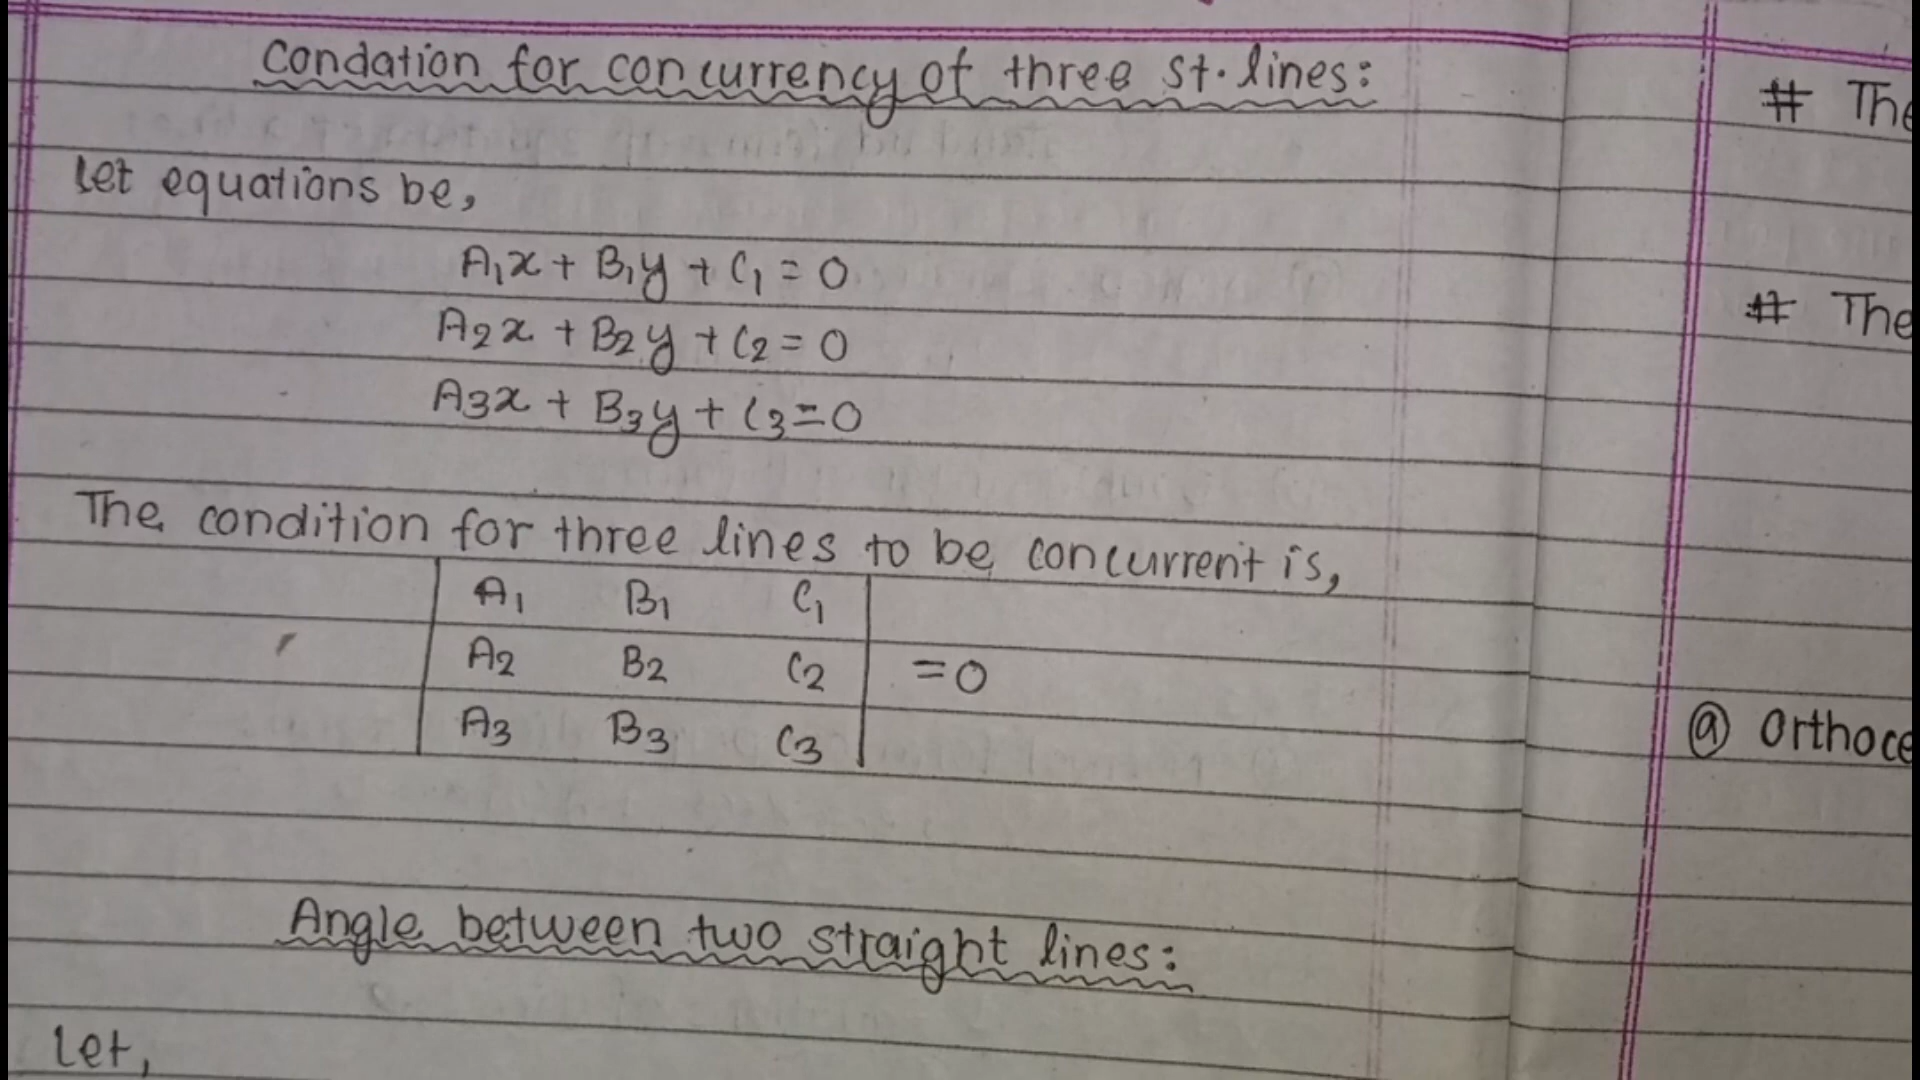 Condation for concurrency of three st. lines:
Let equations be,
A₁x + B₁y + C₁ = 0
A₂x + B₂y + C₂ = 0
A₃x + B₃y + C₃ = 0
The condition for three lines to be concurrent is,
A₁ B₁ C₁
A₂ B₂ C₂ = 0
A₃ B₃ C₃
Angle between two straight lines:
Let,
# The
# The
ⓐ Orthoce